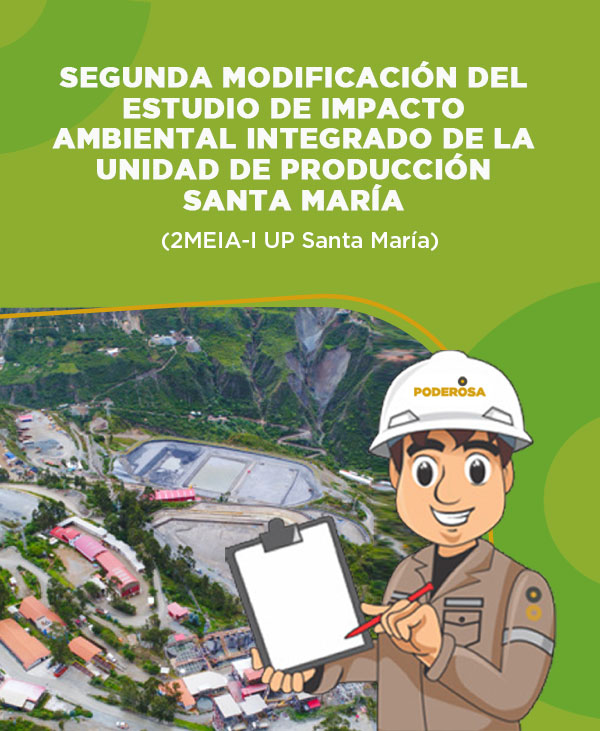 SEGUNDA MODIFICACIÓN DEL
ESTUDIO DE IMPACTO
AMBIENTAL INTEGRADO DE LA
UNIDAD DE PRODUCCIÓN
SANTA MARÍA
(2MEIA-I UP Santa María)
PODEROSA